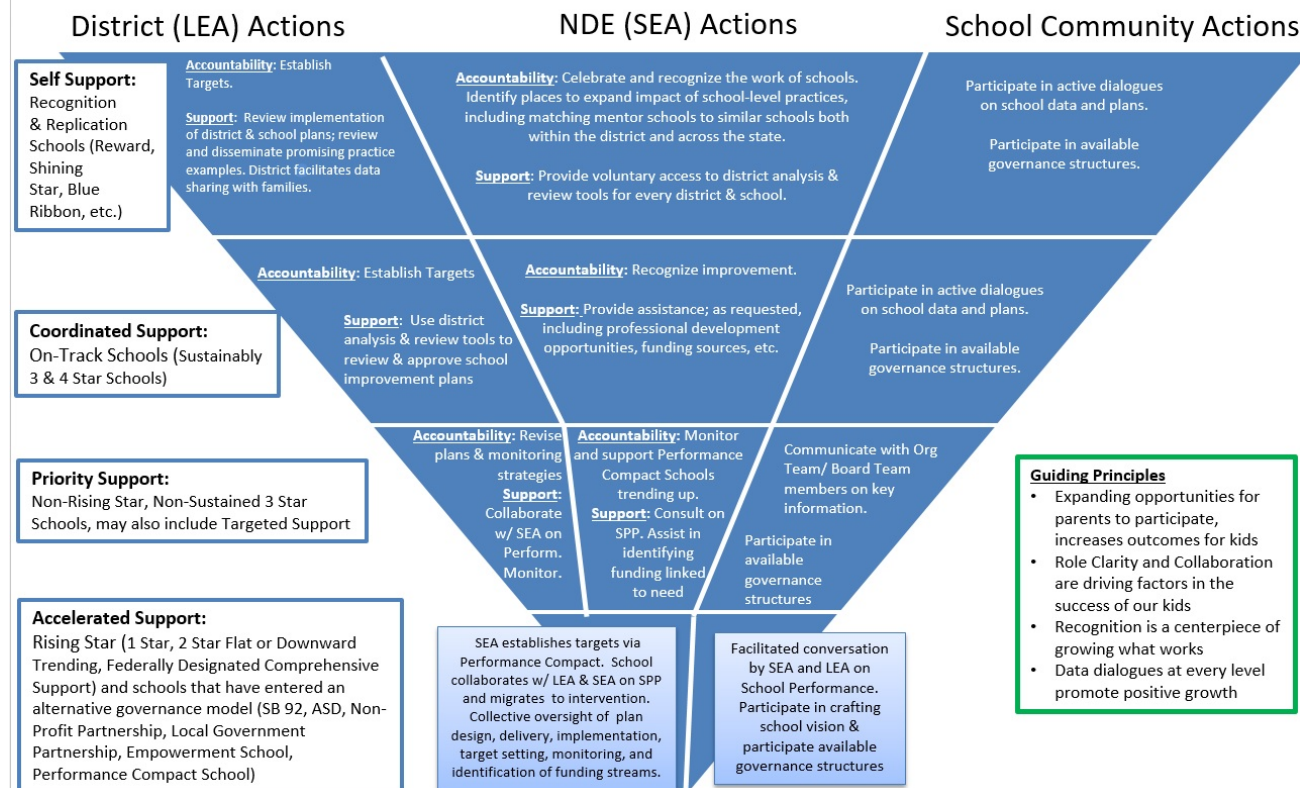 District (LEA) Actions
NDE (SEA) Actions
School Community Actions
Self Support:
Recognition
& Replication
Schools (Reward,
Shining
Star, Blue
Ribbon, etc.)
Accountability: Establish
Targets.
Support: Review implementation
of district & school plans; review
and disseminate promising practice
examples. District facilitates data
sharing with families.
Accountability: Celebrate and recognize the work of schools.
Identify places to expand impact of school-level practices,
including matching mentor schools to similar schools both
within the district and across the state.
Support: Provide voluntary access to district analysis &
review tools for every district & school.
Participate in active dialogues
on school data and plans.
Participate in available
governance structures.
Coordinated Support:
On-Track Schools (Sustainably
3 & 4 Star Schools)
Accountability: Establish Targets
Support: Use district
analysis & review tools to
review & approve school
improvement plans
Accountability: Recognize improvement.
Support: Provide assistance; as requested,
including professional development
opportunities, funding sources, etc.
Participate in active dialogues
on school data and plans.
Participate in available
governance structures.
Priority Support:
Non-Rising Star, Non-Sustained 3 Star
Schools, may also include Targeted Support
Accountability: Revise
plans & monitoring
strategies
Support:
Collaborate
w/ SEA on
Perform.
Monitor.
Accountability: Monitor
and support Performance
Compact Schools
trending up.
Support: Consult on
SPP. Assist in
identifying
funding linked
to need
Communicate with Org
Team/ Board Team
members on key
information.
Participate in
available
governance
structures
Accelerated Support:
Rising Star (1 Star, 2 Star Flat or Downward
Trending, Federally Designated Comprehensive
Support) and schools that have entered an
alternative governance model (SB 92, ASD, Non-
Profit Partnership, Local Government
Partnership, Empowerment School,
Performance Compact School)
SEA establishes targets via
Performance Compact. School
collaborates w/ LEA & SEA on SPP
and migrates to intervention.
Collective oversight of plan
design, delivery, implementation,
target setting, monitoring, and
identification of funding streams.
Facilitated conversation
by SEA and LEA on
School Performance.
Participate in crafting
school vision &
participate available
governance structures
Guiding Principles
• Expanding opportunities for
parents to participate,
increases outcomes for kids
• Role Clarity and Collaboration
are driving factors in the
success of our kids
• Recognition is a centerpiece of
growing what works
• Data dialogues at every level
promote positive growth